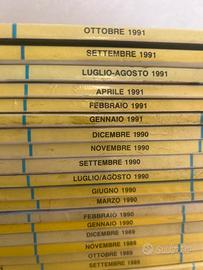 OTTOBRE 1991
SETTEMBRE 1991
LUGLIO-AGOSTO 1991
APRILE 1991
FEBBRAIO 1991
GENNAIO 1991
DICEMBRE 1990
NOVEMBRE 1990
SETTEMBRE 1990
LUGLIO/AGOSTO 1990
GIUGNO 1990
MARZO 1990
FEBBRAIO 1990
GENNAIO 1990
DICEMBRE 1989
NOVEMBRE 1989
OTTOBRE 1989
SETTEMBRE 1989
subito